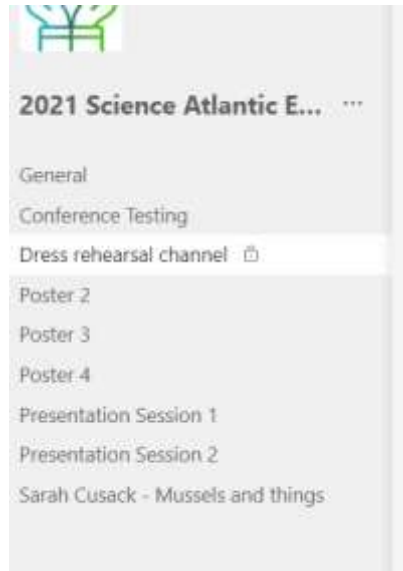 2021 Science Atlantic E... ...
General
Conference Testing
Dress rehearsal channel
Poster 2
Poster 3
Poster 4
Presentation Session 1
Presentation Session 2
Sarah Cusack - Mussels and things